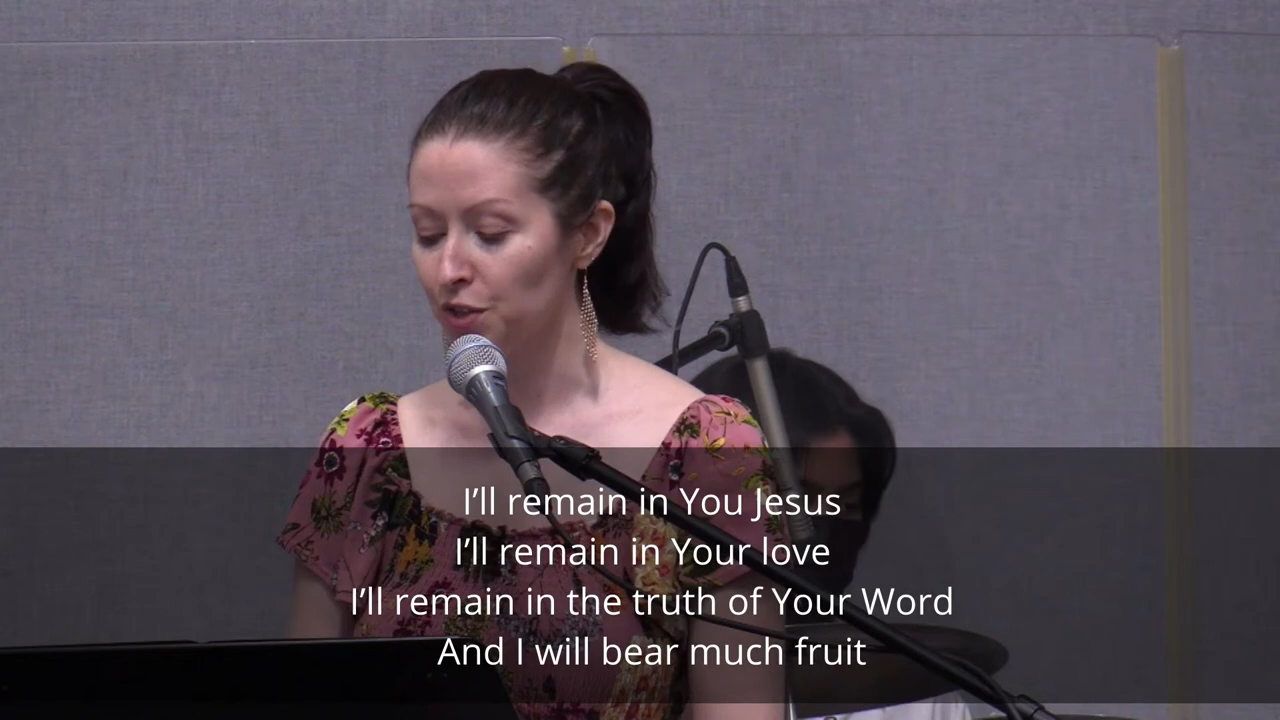 I’ll remain in You Jesus
I’ll remain in Your love
I’ll remain in the truth of Your Word
And I will bear much fruit